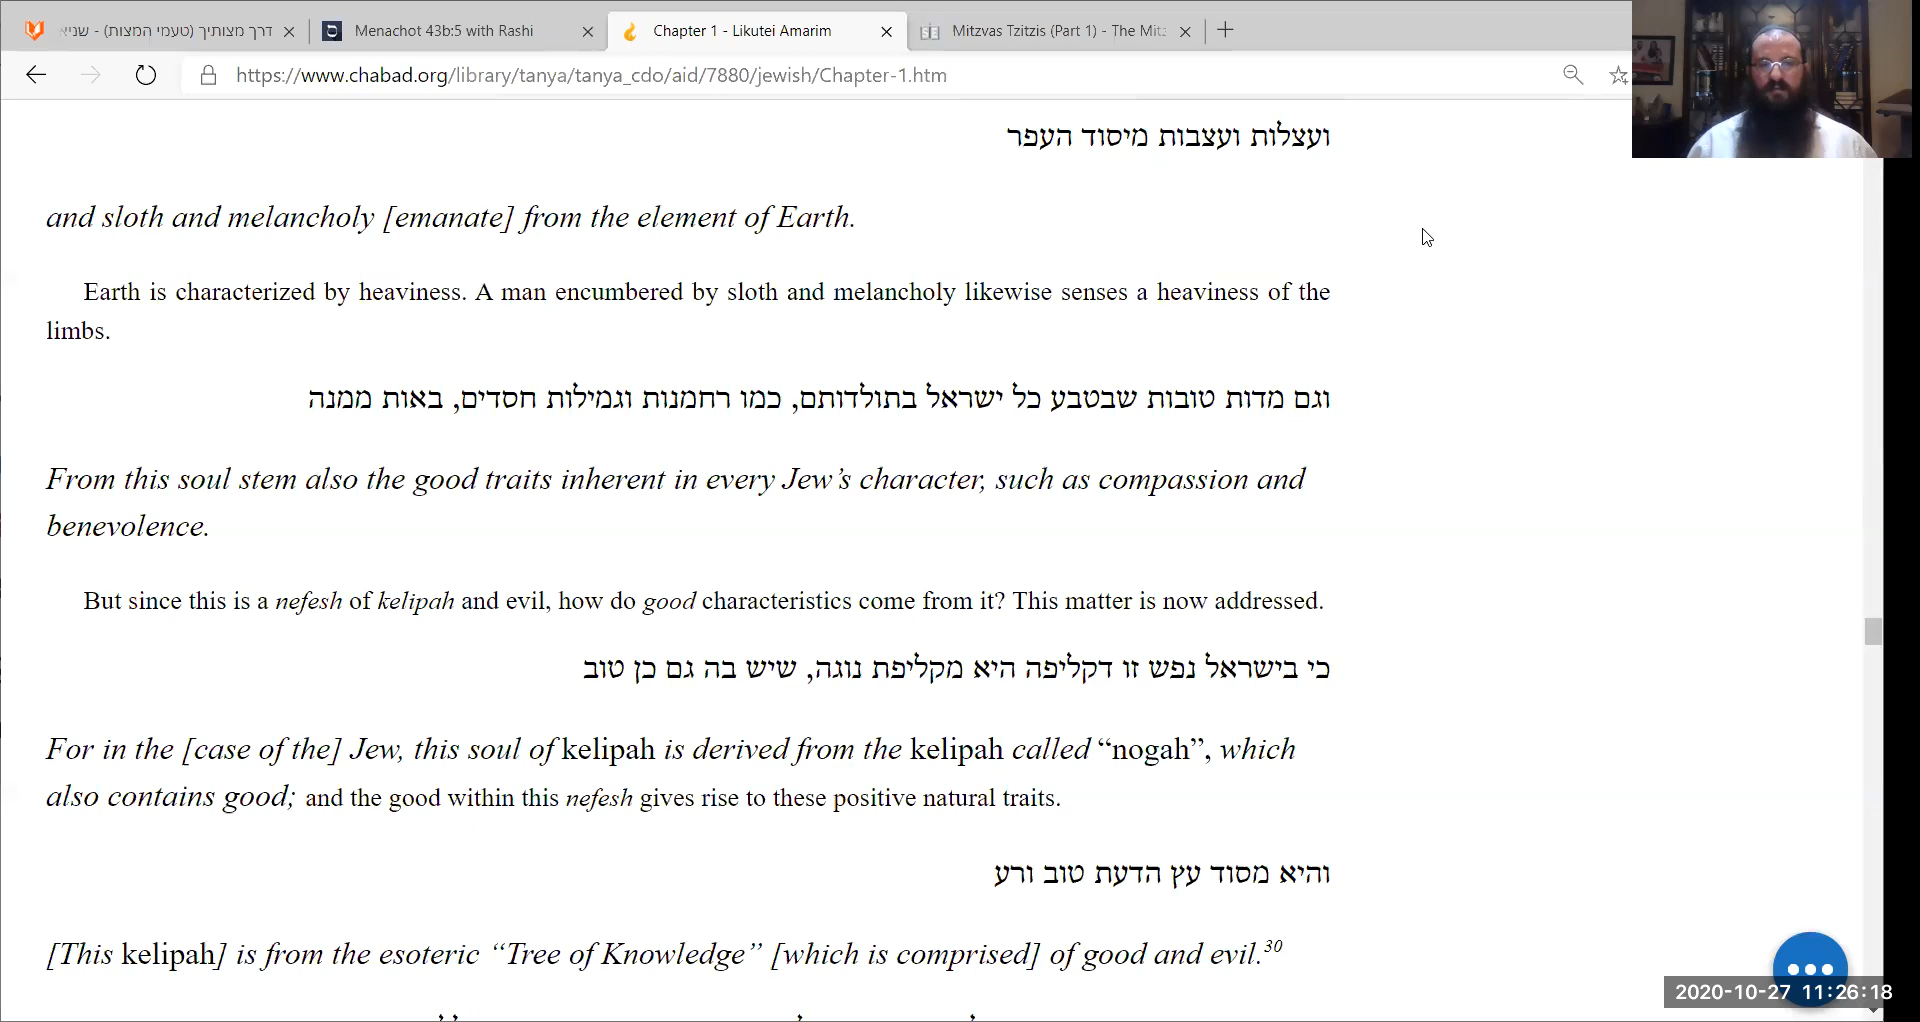 דרך מצותיך (טעמי המצות) - שניא
Menachot 43b:5 with Rashi
Chapter 1 - Likutei Amarim
Mitzvas Tzitzis (Part 1) - The Mitz
https://www.chabad.org/library/tanya/tanya_cdo/aid/7880/jewish/Chapter-1.htm
ועצלות ועצבות מיסוד העפר
and sloth and melancholy [emanate] from the element of Earth.
Earth is characterized by heaviness. A man encumbered by sloth and melancholy likewise senses a heaviness of the
limbs.
וגם מדות טובות שבטבע כל ישראל בתולדותם, כמו רחמנות וגמילות חסדים, באות ממנה
From this soul stem also the good traits inherent in every Jew’s character, such as compassion and
benevolence.
But since this is a nefesh of kelipah and evil, how do good characteristics come from it? This matter is now addressed.
כי בישראל נפש זו דקליפה היא מקליפת נוגה, שיש בה גם כן טוב
For in the [case of the] Jew, this soul of kelipah is derived from the kelipah called “nogah”, which
also contains good; and the good within this nefesh gives rise to these positive natural traits.
והיא מסוד עץ הדעת טוב ורע
[This kelipah] is from the esoteric “Tree of Knowledge” [which is comprised] of good and evil.30
2020-10-27 11:26:18